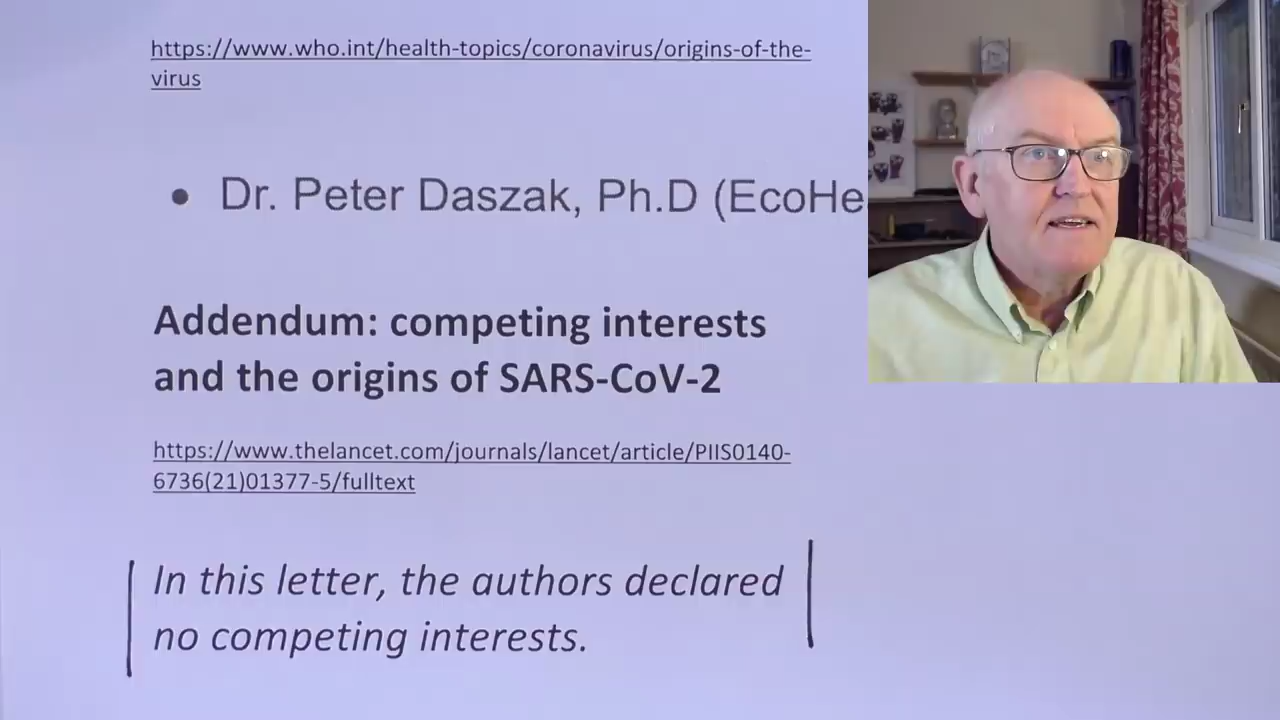 https://www.who.int/health-topics/coronavirus/origins-of-the-
virus
• Dr. Peter Daszak, Ph.D (EcoHe
Addendum: competing interests
and the origins of SARS-CoV-2
https://www.thelancet.com/journals/lancet/article/PIIS0140-
6736(21)01377-5/fulltext
In this letter, the authors declared
no competing interests.